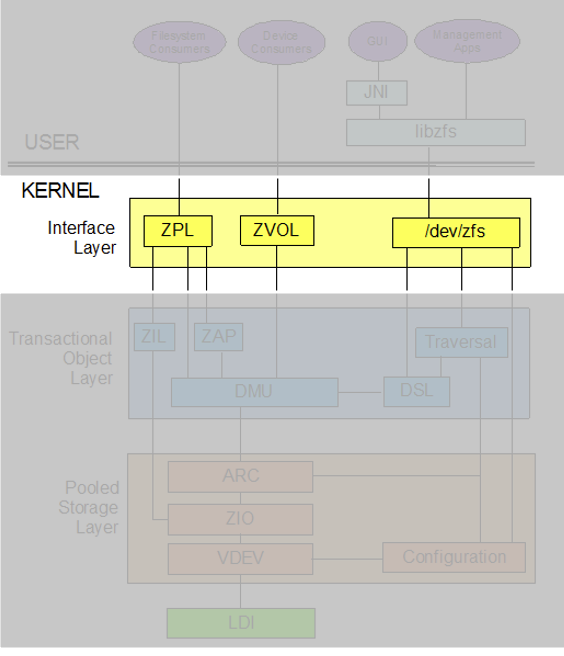 Filesystem
Consumers
Device
Consumers
GUI
Management
Apps
JNI
libzfs
USER
KERNEL
Interface
Layer
ZPL
ZVOL
/dev/zfs
Transactional
Object
Layer
ZIL
ZAP
Traversal
DMU
DSL
Pooled
Storage
Layer
ARC
ZIO
VDEV
Configuration
LDI